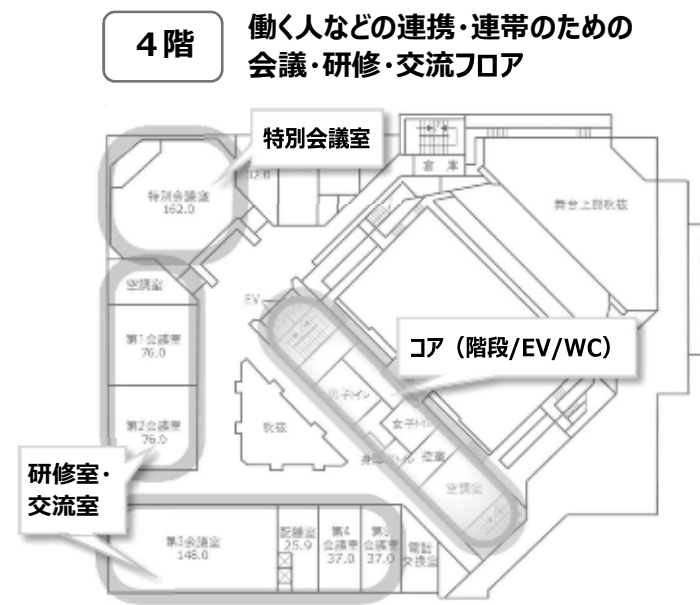 4階
働く人などの連携・連帯のための
会議・研修・交流フロア
特別会議室
倉庫
特別会議室
162.0
舞台上部吹抜
空調室
EV
第1会議室
76.0
コア（階段/EV/WC）
男子トイレ
女子トイレ
第2会議室
76.0
吹抜
控室
空調室
研修室・
交流室
第3会議室
148.0
配膳室
25.9
第4
会議室
37.0
第5
会議室
37.0
電話
交換室